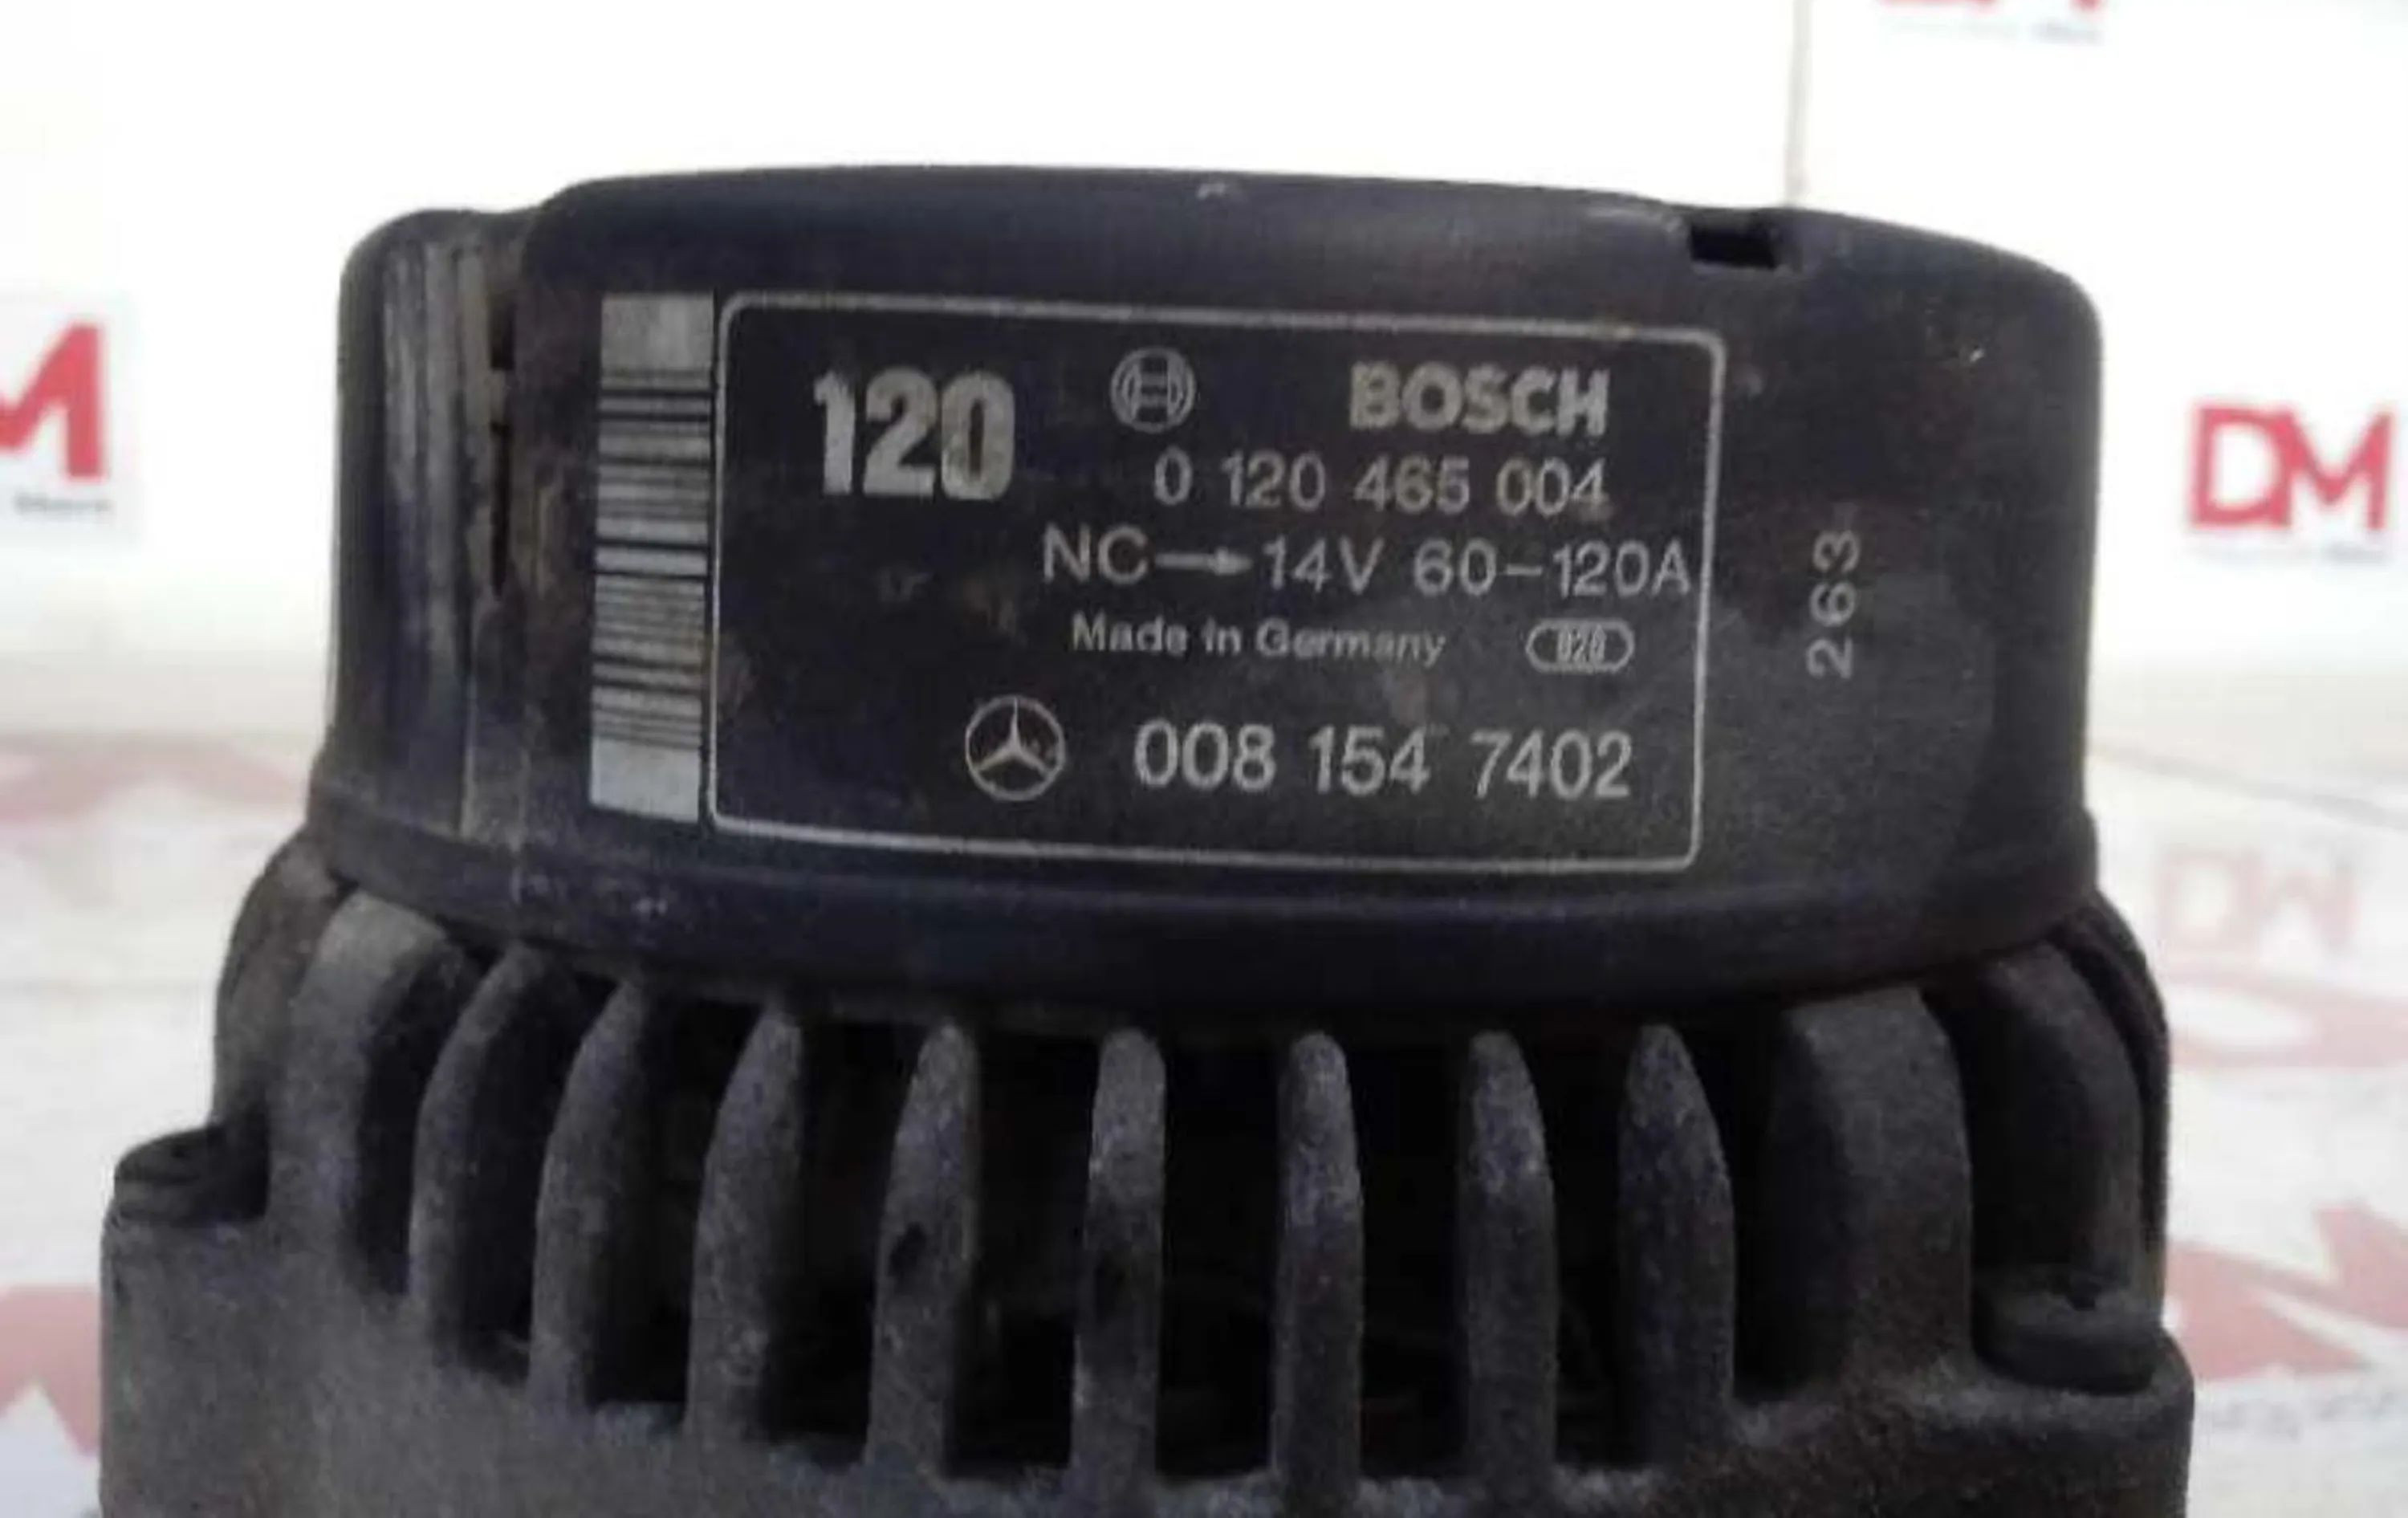 120 BOSCH
0 120 465 004
NC→14V 60-120A
Made in Germany 020
008 154 7402
263
M
DM
DM